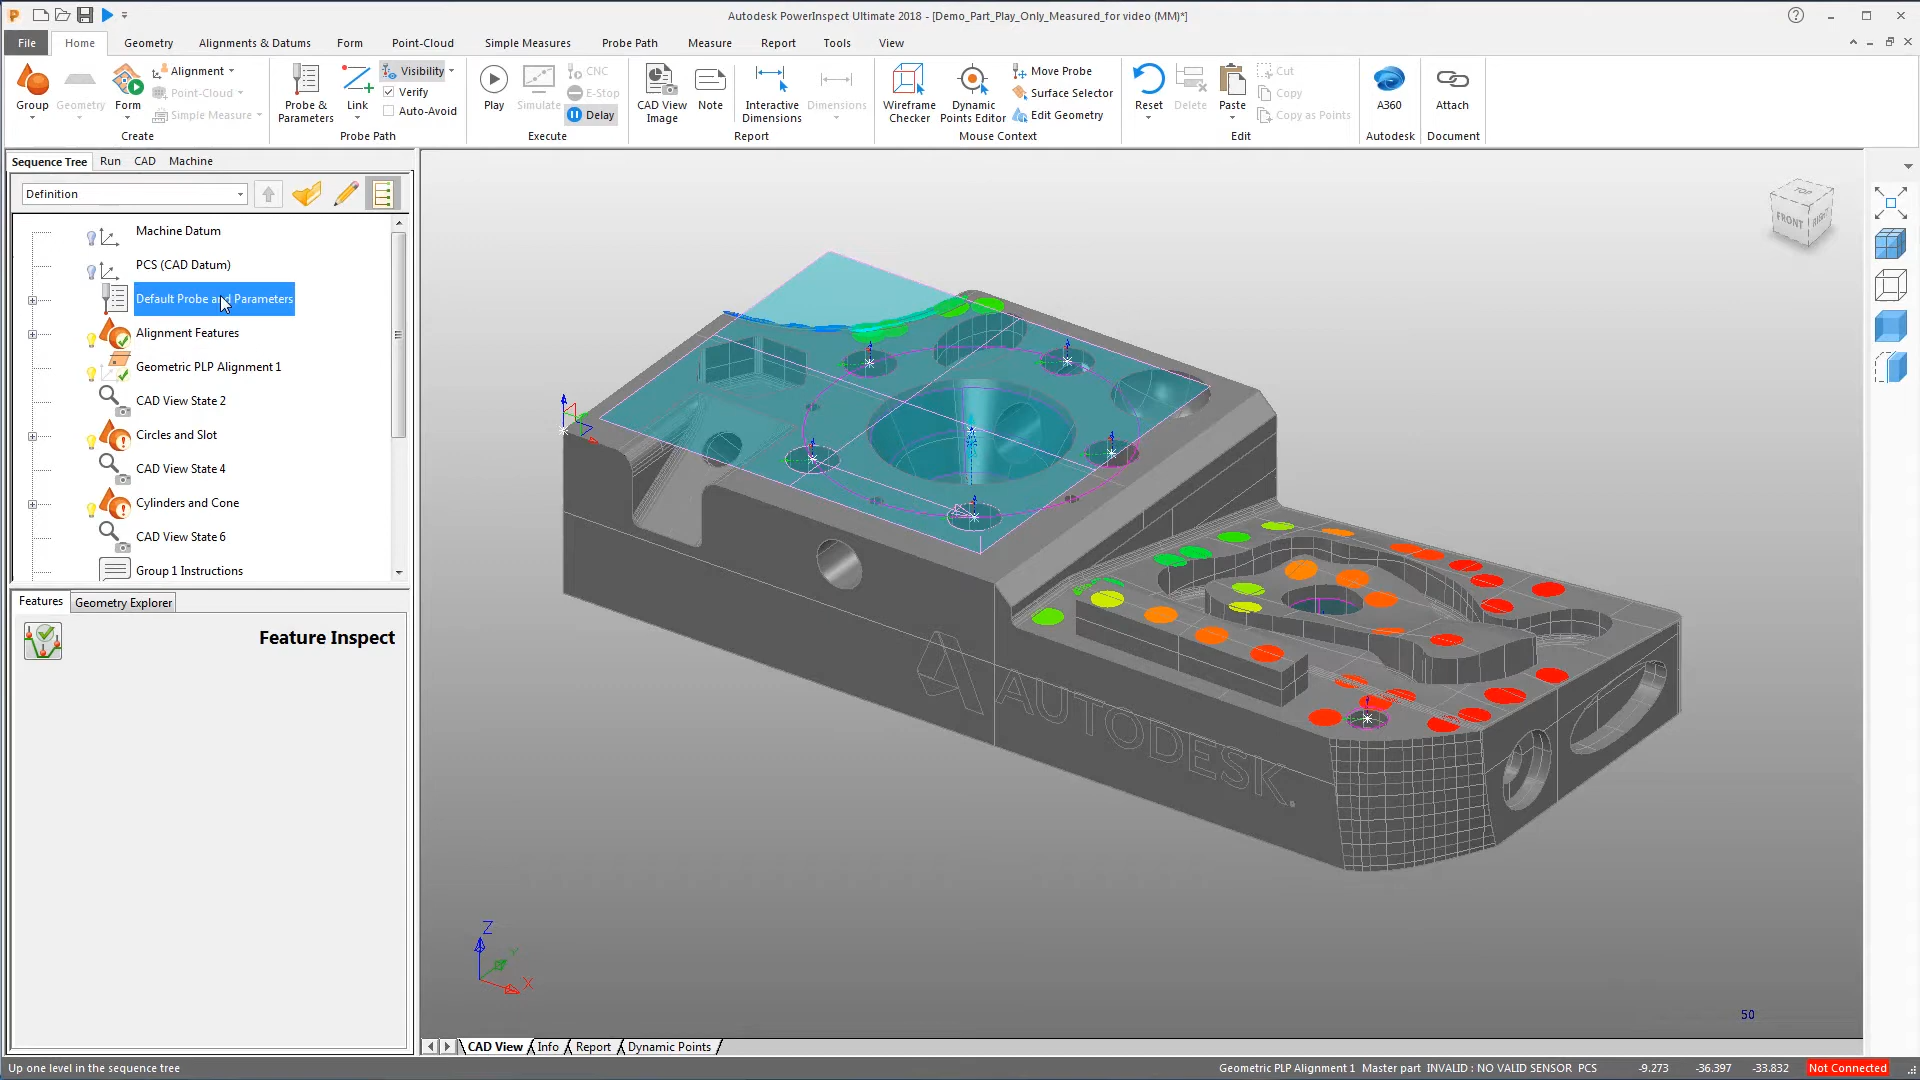 Autodesk PowerInspect Ultimate 2018 - [Demo_Part_Play_Only_Measured_for video (MM)*]
File
Home
Geometry
Alignments & Datums
Form
Point-Cloud
Simple Measures
Probe Path
Measure
Report
Tools
View
Group
Geometry
Form
Alignment
Point-Cloud
Simple Measure
Create
Probe & Parameters
Link
Visibility
Verify
Auto-Avoid
Probe Path
Play
Simulate
CNC
E-Stop
Delay
Execute
CAD View Image
Note
Interactive Dimensions
Dimensions
Report
Wireframe Checker
Dynamic Points Editor
Move Probe
Surface Selector
Edit Geometry
Mouse Context
Reset
Delete
Paste
Cut
Copy
Copy as Points
Edit
A360
Autodesk
Attach
Document
Sequence Tree
Run
CAD
Machine
Definition
Machine Datum
PCS (CAD Datum)
Default Probe and Parameters
Alignment Features
Geometric PLP Alignment 1
CAD View State 2
Circles and Slot
CAD View State 4
Cylinders and Cone
CAD View State 6
Group 1 Instructions
Features
Geometry Explorer
Feature Inspect
TOP
FRONT
RIGHT
AUTODESK.
Z
Y
X
50
CAD View
Info
Report
Dynamic Points
Up one level in the sequence tree
Geometric PLP Alignment 1 Master part INVALID : NO VALID SENSOR PCS -9.273 -36.397 -33.832 Not Connected